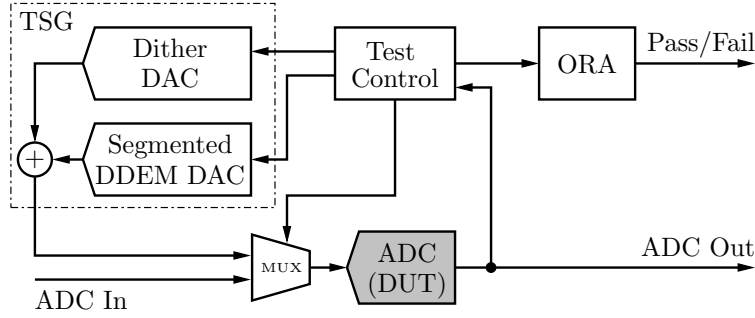 TSG
Dither
DAC
Test
Control
ORA
Pass/Fail
+
Segmented
DDEM DAC
MUX
ADC
(DUT)
ADC Out
ADC In